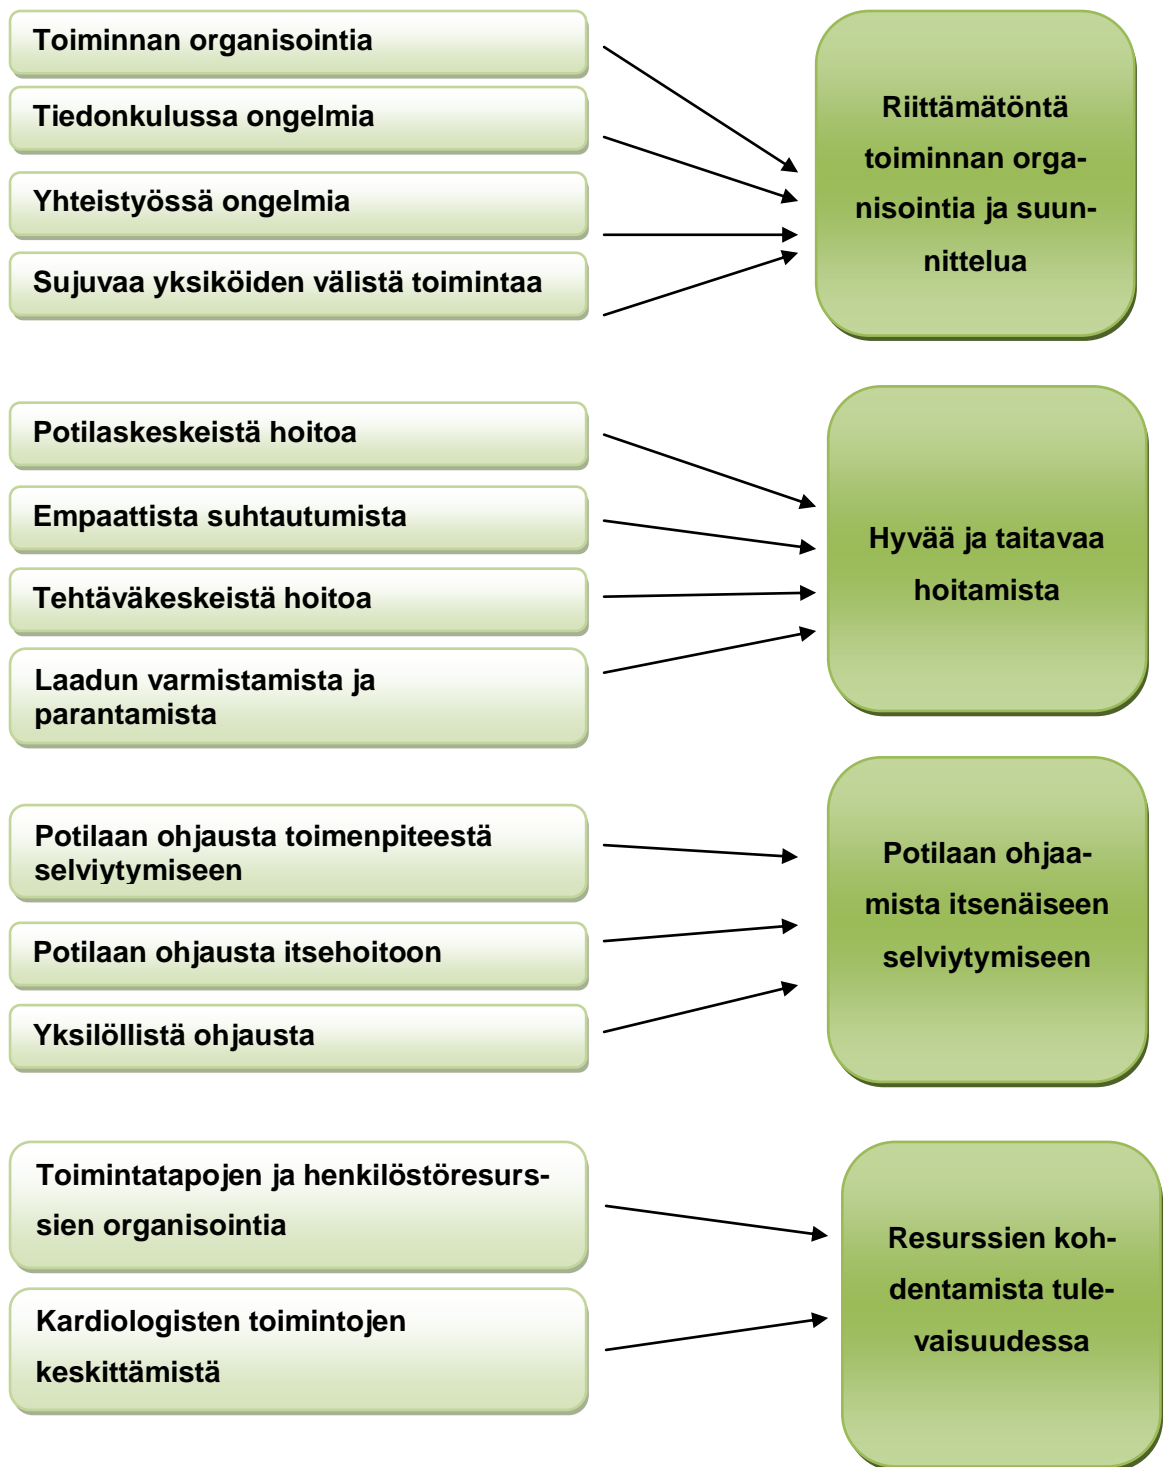 Toiminnan organisointia
Tiedonkulussa ongelmia
Yhteistyössä ongelmia
Sujuvaa yksiköiden välistä toimintaa
Riittämätöntä
toiminnan orga-
nisointia ja suun-
nittelua
Potilaskeskeistä hoitoa
Empaattista suhtautumista
Tehtäväkeskeistä hoitoa
Laadun varmistamista ja
parantamista
Hyvää ja taitavaa
hoitamista
Potilaan ohjausta toimenpiteestä
selviytymiseen
Potilaan ohjausta itsehoitoon
Yksilöllistä ohjausta
Potilaan ohjaa-
mista itsenäiseen
selviytymiseen
Toimintatapojen ja henkilöstöresurs-
sien organisointia
Kardiologisten toimintojen
keskittämistä
Resurssien koh-
dentamista tule-
vaisuudessa